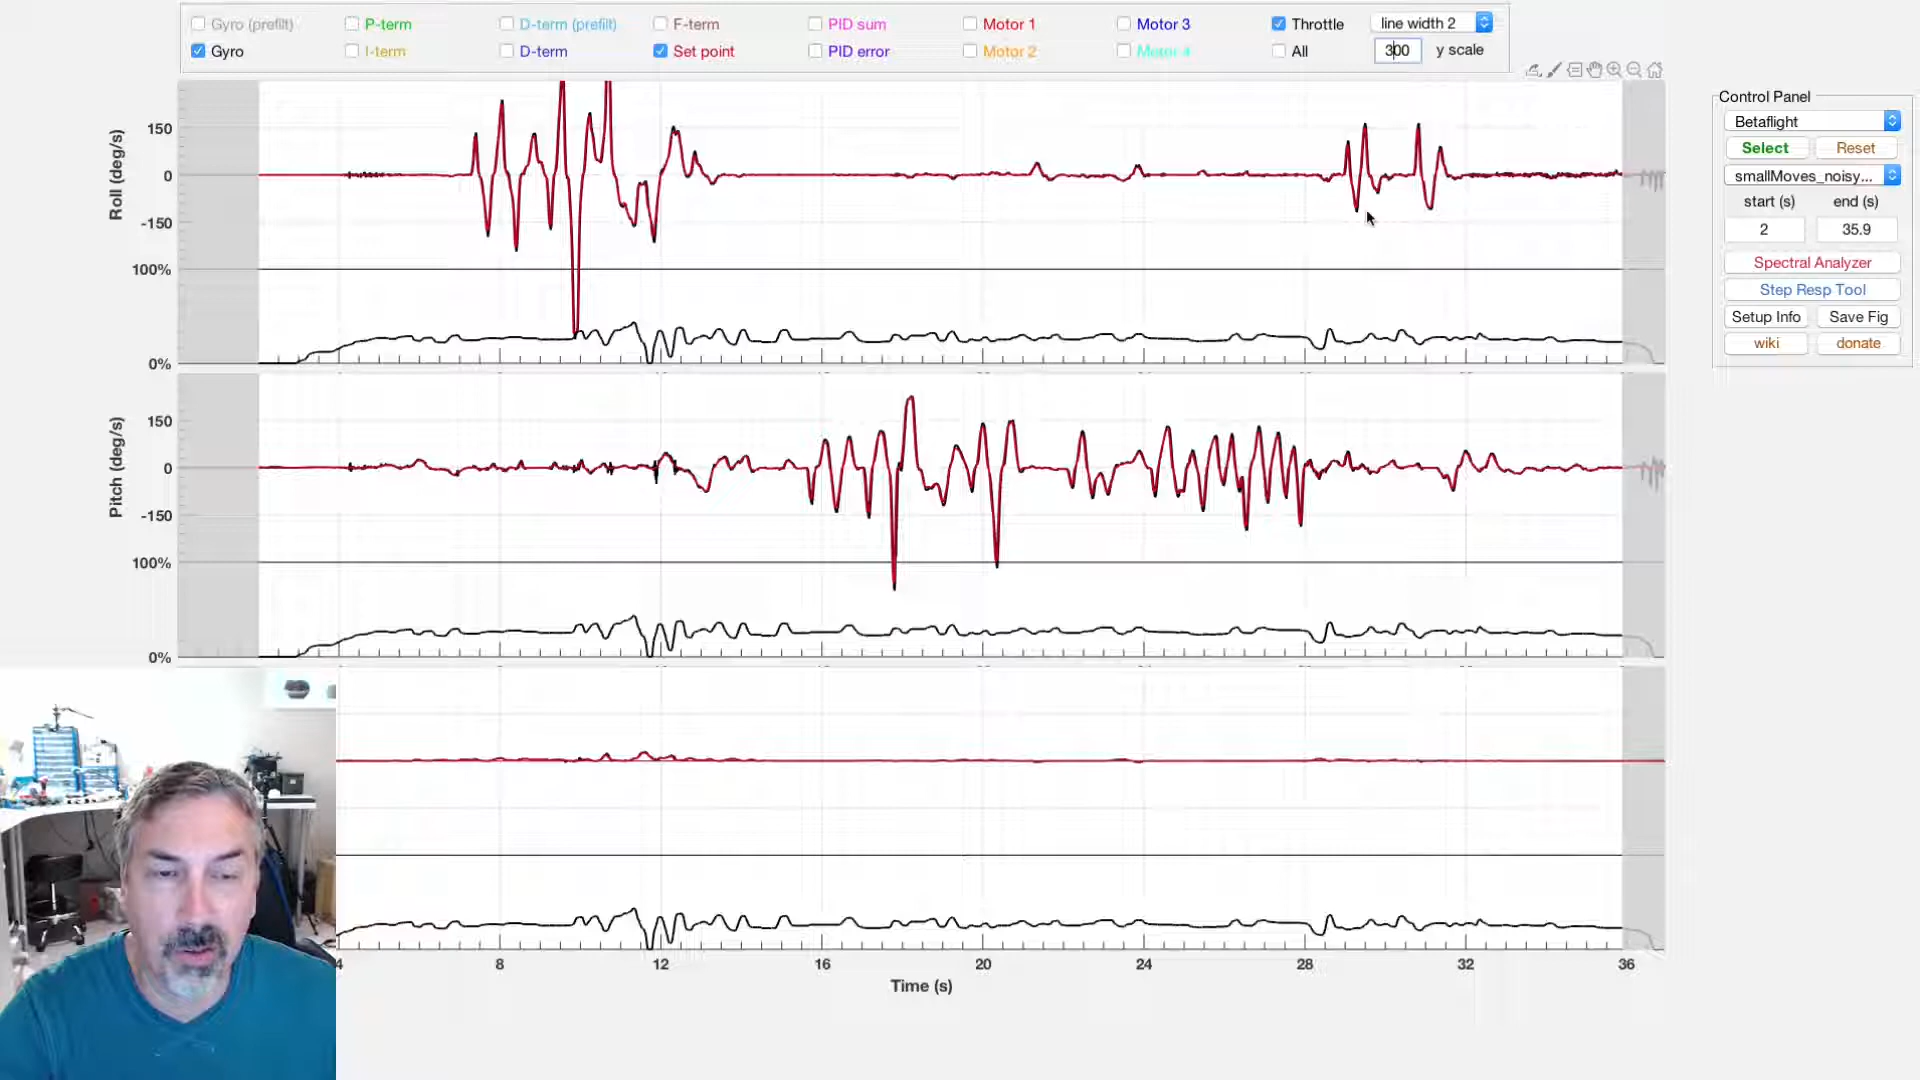 Gyro (prefilt) P-term D-term (prefilt) F-term PID sum Motor 1 Motor 3 Throttle line width 2
Gyro I-term D-term Set point PID error Motor 2 Motor 4 All 300 y scale
Control Panel
Betaflight
Select Reset
smallMoves_noisy...
start (s) end (s)
2 35.9
Spectral Analyzer
Step Resp Tool
Setup Info Save Fig
wiki donate
Roll (deg/s)
150
0
-150
100%
0%
Pitch (deg/s)
150
0
-150
100%
0%
4 8 12 16 20 24 28 32 36
Time (s)